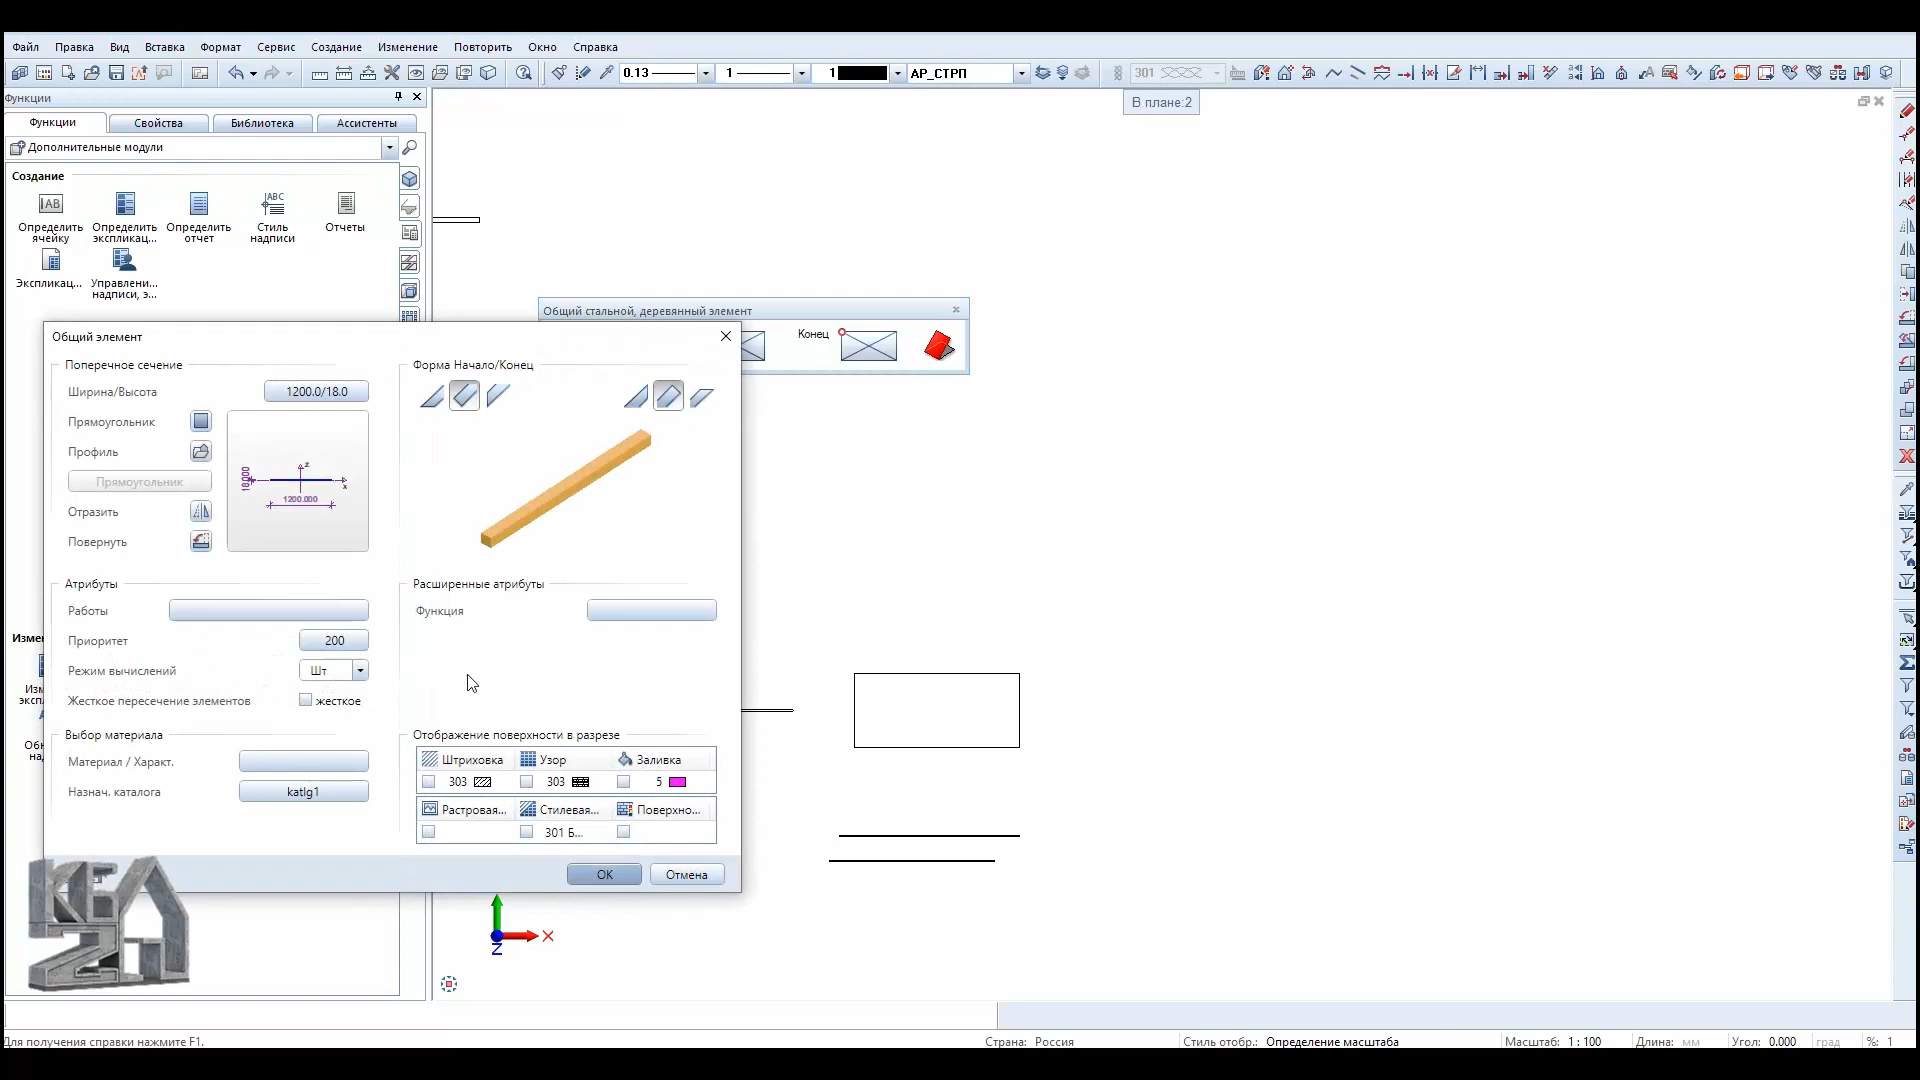 Файл Правка Вид Вставка Формат Сервис Создание Изменение Повторить Окно Справка
0.13 1 1 АР_СТРП 301
Функции
В плане:2
Функции Свойства Библиотека Ассистенты
Дополнительные модули
Создание
Определить ячейку
Определить экспликац...
Определить отчет
Стиль надписи
Отчеты
Экспликац...
Управлени... надписи, э...
Общий стальной, деревянный элемент
Конец
Общий элемент
Поперечное сечение
Форма Начало/Конец
Ширина/Высота 1200.0/18.0
Прямоугольник
Профиль
Прямоугольник
Отразить
Повернуть
18.000
z
x
1200.000
Атрибуты
Расширенные атрибуты
Работы
Функция
Приоритет 200
Режим вычислений Шт
Жесткое пересечение элементов жесткое
Выбор материала
Отображение поверхности в разрезе
Материал / Характ.
Штриховка Узор Заливка
303 303 5
Назнач. каталога katlg1
Растровая... Стилевая... Поверхно...
301 Б...
OK Отмена
X
Z
Для получения справки нажмите F1.
Страна: Россия
Стиль отобр.: Определение масштаба
Масштаб: 1 : 100
Длина: мм
Угол: 0.000 град
%: 1